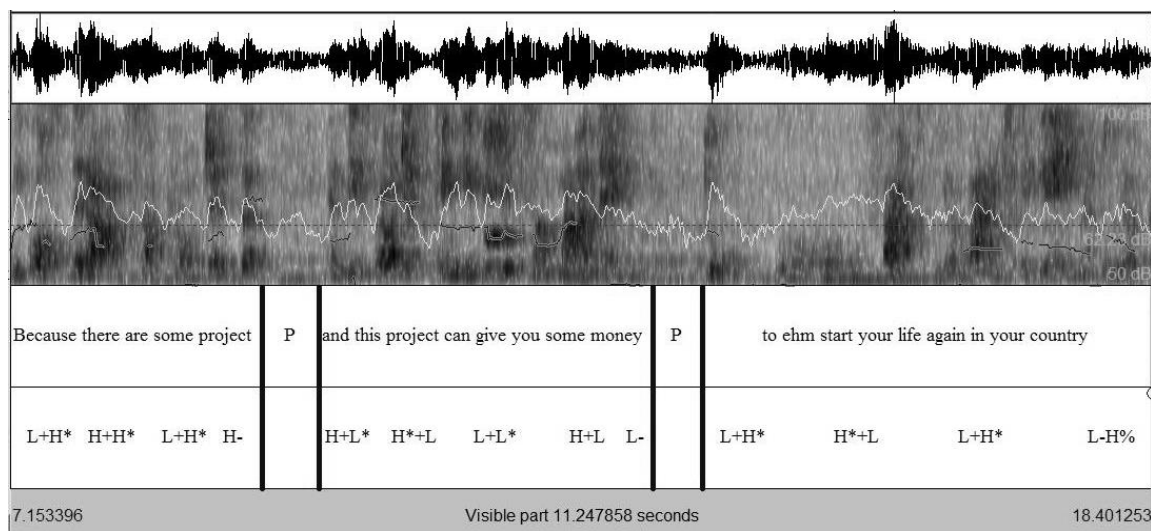 100 dB
62.33 dB
50 dB
Because there are some project P and this project can give you some money P to ehm start your life again in your country
L+H* H+H* L+H* H- H+L* H*+L L+L* H+L L- L+H* H*+L L+H* L-H%
7.153396 Visible part 11.247858 seconds 18.401253